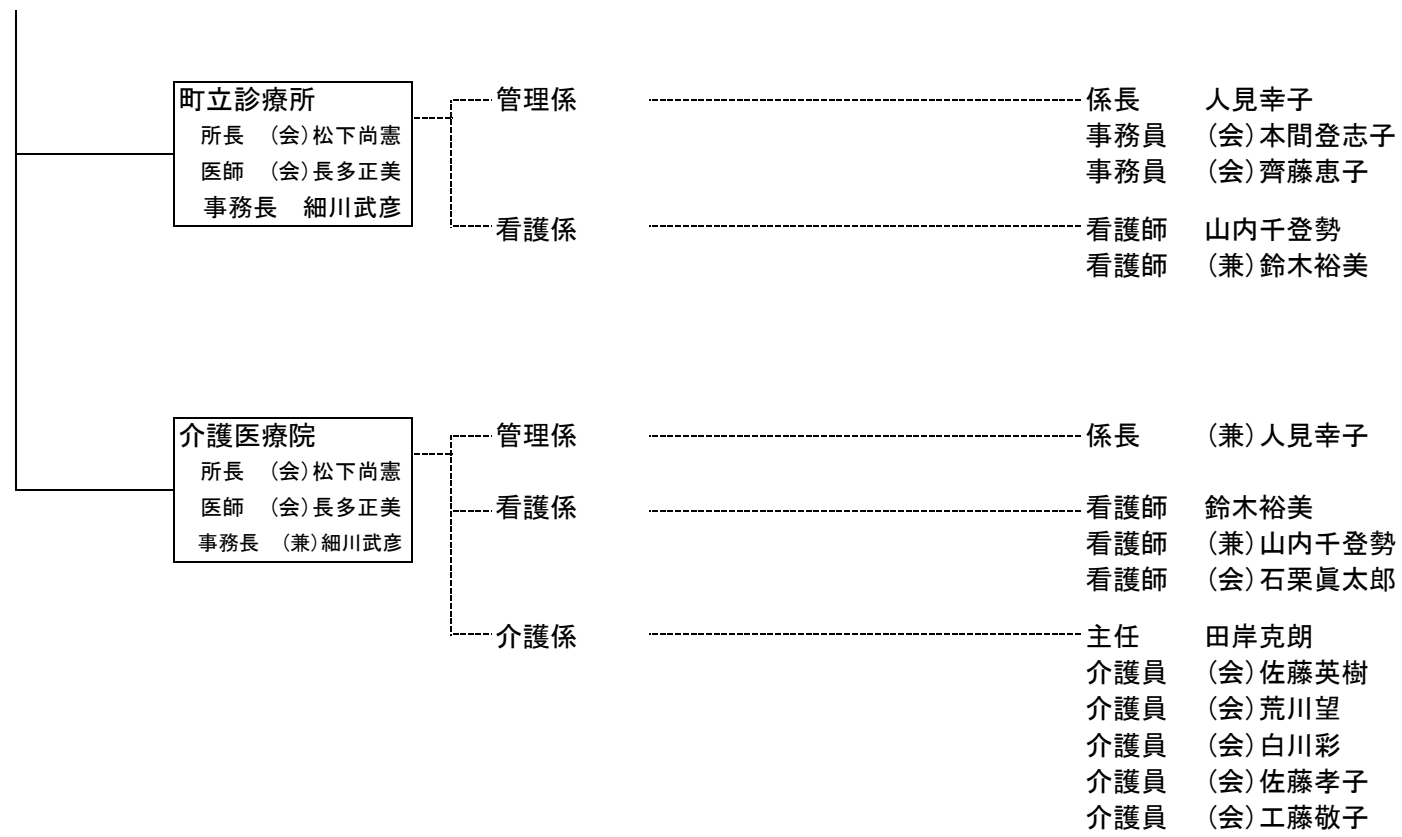 町立診療所
所長 （会）松下尚憲
医師 （会）長多正美
事務長 細川武彦
管理係 係長 人見幸子
事務員 （会）本間登志子
事務員 （会）齊藤恵子
看護係 看護師 山内千登勢
看護師 （兼）鈴木裕美
介護医療院
所長 （会）松下尚憲
医師 （会）長多正美
事務長 （兼）細川武彦
管理係 係長 （兼）人見幸子
看護係 看護師 鈴木裕美
看護師 （兼）山内千登勢
看護師 （会）石栗眞太郎
介護係 主任 田岸克朗
介護員 （会）佐藤英樹
介護員 （会）荒川望
介護員 （会）白川彩
介護員 （会）佐藤孝子
介護員 （会）工藤敬子